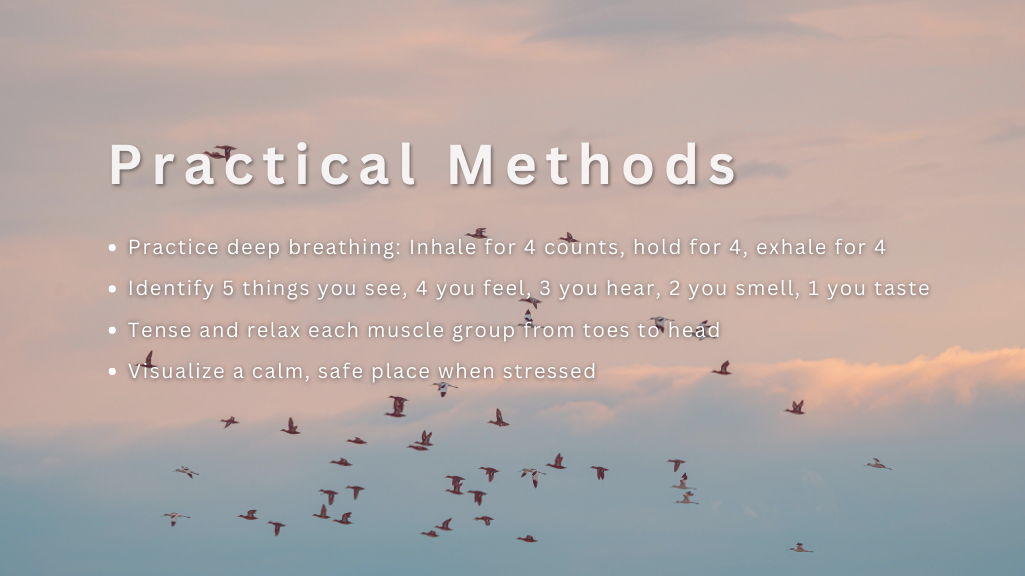 Practical Methods
• Practice deep breathing: Inhale for 4 counts, hold for 4, exhale for 4
• Identify 5 things you see, 4 you feel, 3 you hear, 2 you smell, 1 you taste
• Tense and relax each muscle group from toes to head
• Visualize a calm, safe place when stressed